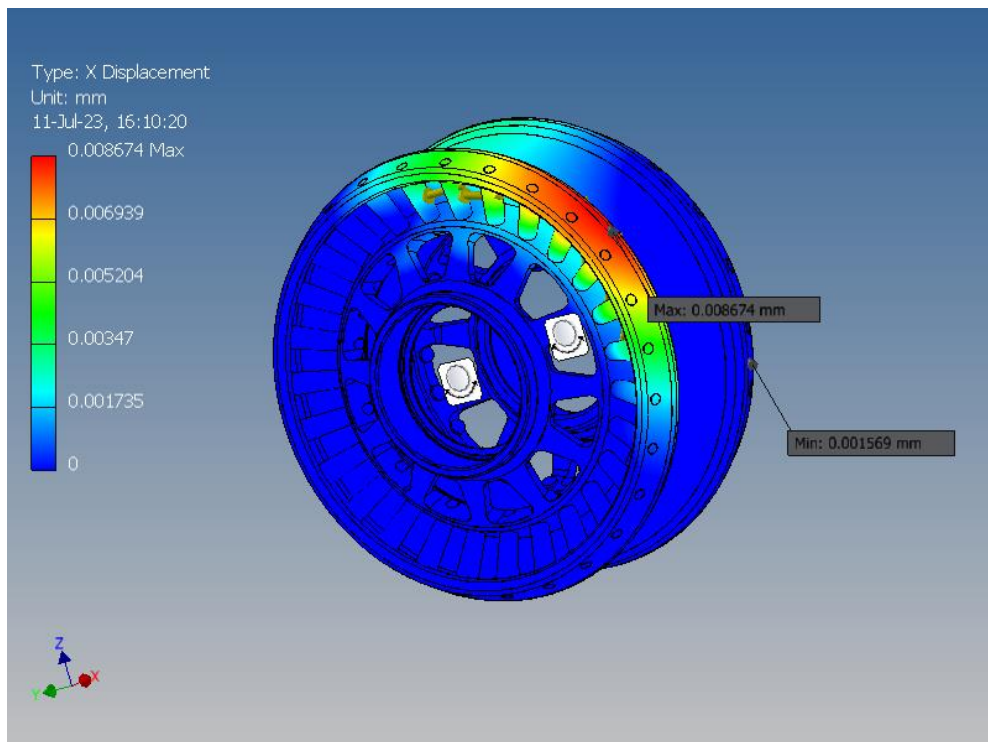 Type: X Displacement
Unit: mm
11-Jul-23, 16:10:20
0.008674 Max
0.006939
0.005204
0.00347
0.001735
0
Max: 0.008674 mm
Min: 0.001569 mm
Z
X
Y